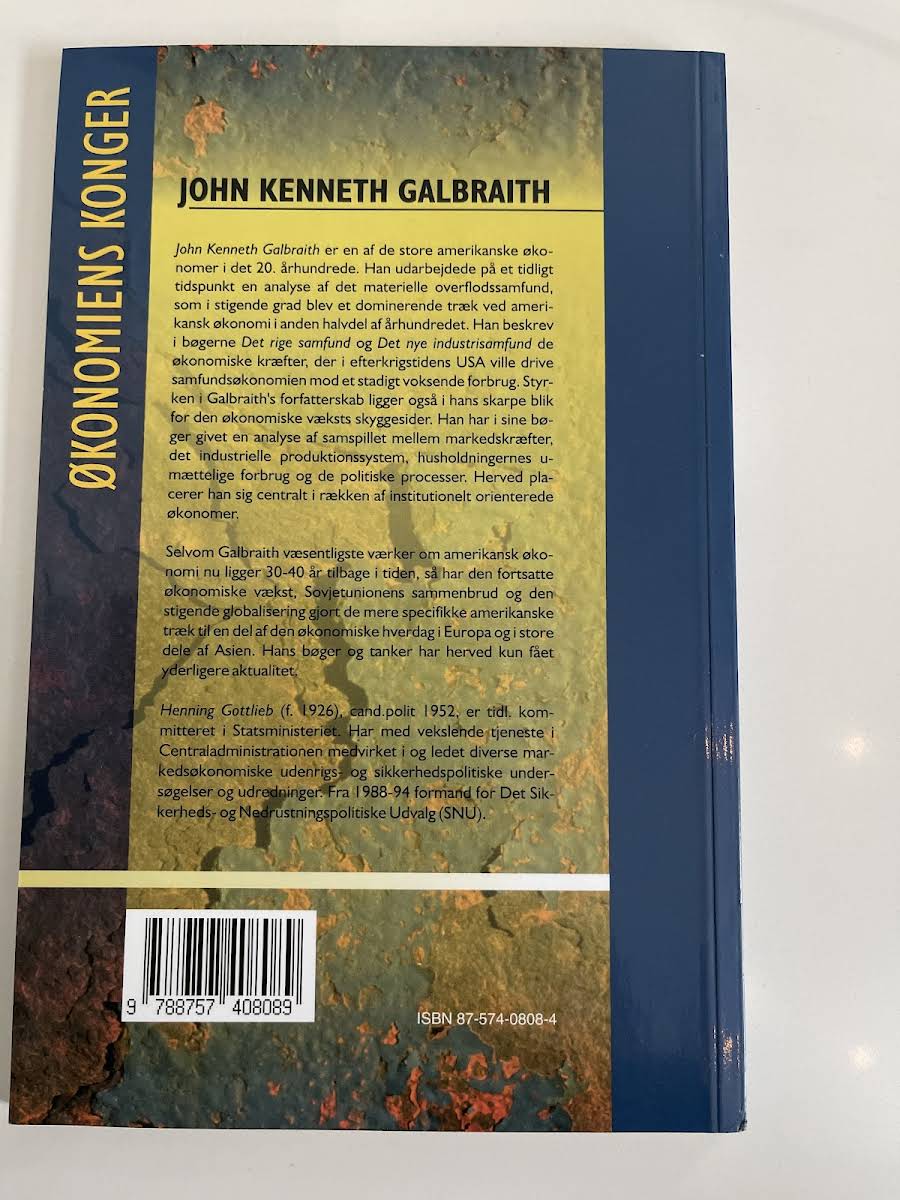 ØKONOMIENS KONGER
JOHN KENNETH GALBRAITH
John Kenneth Galbraith er en af de store amerikanske øko-
nomer i det 20. århundrede. Han udarbejdede på et tidligt
tidspunkt en analyse af det materielle overflodssamfund,
som i stigende grad blev et dominerende træk ved ameri-
kansk økonomi i anden halvdel af århundredet. Han beskrev
i bøgerne Det rige samfund og Det nye industrisamfund de
økonomiske kræfter, der i efterkrigstidens USA ville drive
samfundsøkonomien mod et stadigt voksende forbrug. Styr-
ken i Galbraith's forfatterskab ligger også i hans skarpe blik
for den økonomiske væksts skyggesider. Han har i sine bø-
ger givet en analyse af samspillet mellem markedskræfter,
det industrielle produktionssystem, husholdningernes u-
mættelige forbrug og de politiske processer. Herved pla-
cerer han sig centralt i rækken af institutionelt orienterede
økonomer.
Selvom Galbraith væsentligste værker om amerikansk øko-
nomi nu ligger 30-40 år tilbage i tiden, så har den fortsatte
økonomiske vækst, Sovjetunionens sammenbrud og den
stigende globalisering gjort de mere specifikke amerikanske
træk til en del af den økonomiske hverdag i Europa og i store
dele af Asien. Hans bøger og tanker har herved kun fået
yderligere aktualitet.
Henning Gottlieb (f. 1926), cand.polit 1952, er tidl. kom-
mitteret i Statsministeriet. Har med vekslende tjeneste i
Centraladministrationen medvirket i og ledet diverse mar-
kedsøkonomiske udenrigs- og sikkerhedspolitiske under-
søgelser og udredninger. Fra 1988-94 formand for Det Sik-
kerheds- og Nedrustningspolitiske Udvalg (SNU).
9 788757 408089
ISBN 87-574-0808-4